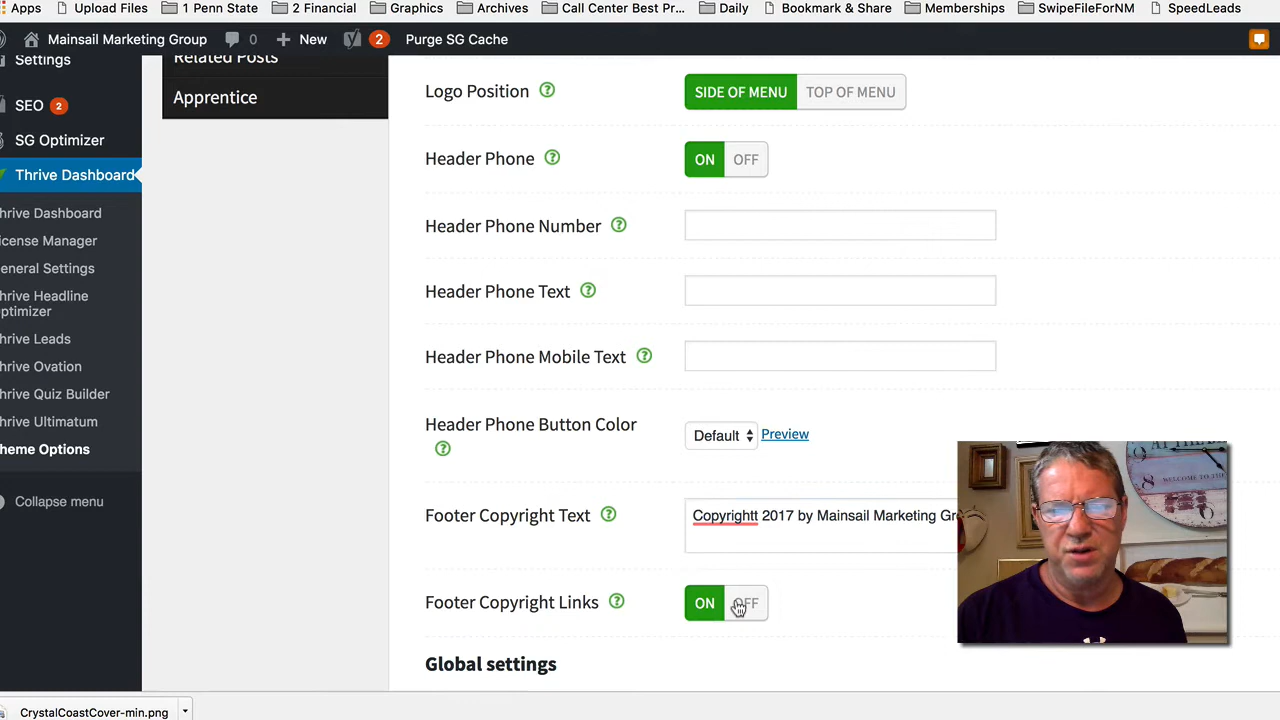 Apps Upload Files 1 Penn State 2 Financial Graphics Archives Call Center Best Pr... Daily Bookmark & Share Memberships SwipeFileForNM SpeedLeads
Mainsail Marketing Group 0 New 2 Purge SG Cache
Settings
SEO 2
SG Optimizer
Thrive Dashboard
hrive Dashboard
icense Manager
eneral Settings
hrive Headline
ptimizer
hrive Leads
hrive Ovation
hrive Quiz Builder
hrive Ultimatum
heme Options
Collapse menu
Related Posts
Apprentice
Logo Position ? SIDE OF MENU TOP OF MENU
Header Phone ? ON OFF
Header Phone Number ?
Header Phone Text ?
Header Phone Mobile Text ?
Header Phone Button Color
? Default Preview
Footer Copyright Text ? Copyrightt 2017 by Mainsail Marketing Gr
Footer Copyright Links ? ON OFF
Global settings
CrystalCoastCover-min.png